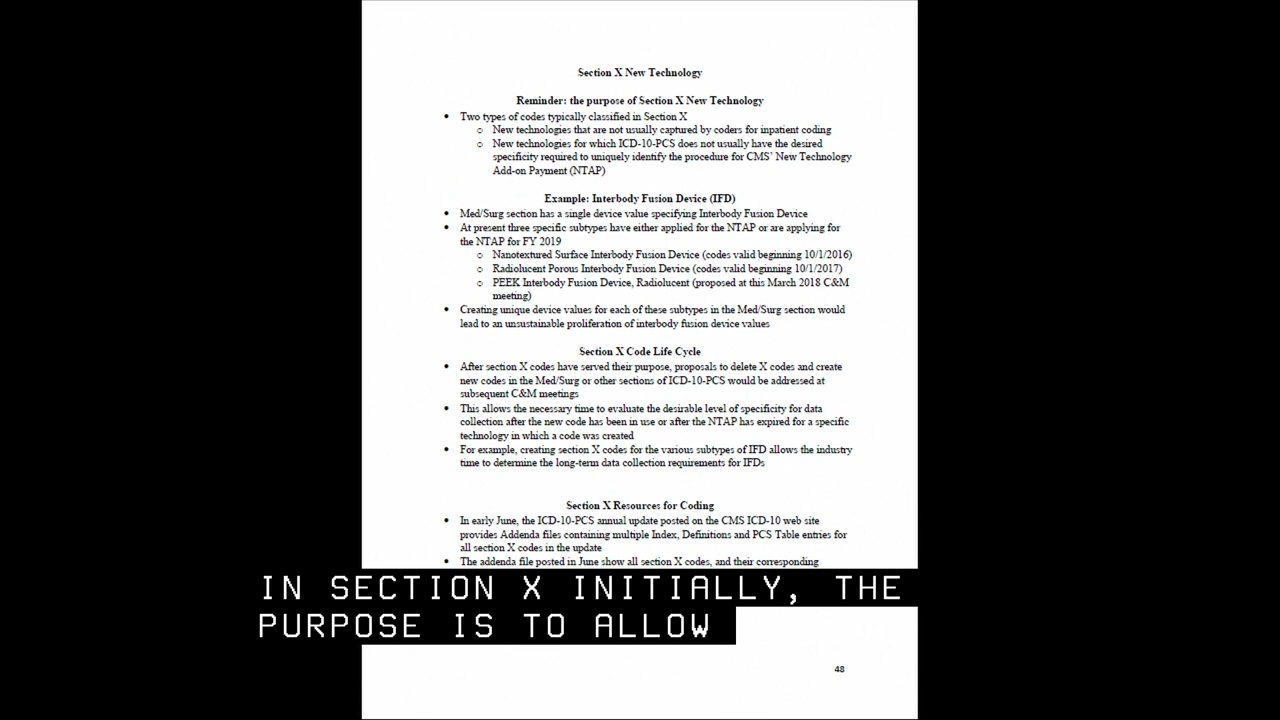 Section X New Technology
Reminder: the purpose of Section X New Technology
• Two types of codes typically classified in Section X
o New technologies that are not usually captured by coders for inpatient coding
o New technologies for which ICD-10-PCS does not usually have the desired
specificity required to uniquely identify the procedure for CMS' New Technology
Add-on Payment (NTAP)
Example: Interbody Fusion Device (IFD)
• Med/Surg section has a single device value specifying Interbody Fusion Device
• At present three specific subtypes have either applied for the NTAP or are applying for
the NTAP for FY 2019
o Nanotextured Surface Interbody Fusion Device (codes valid beginning 10/1/2016)
o Radiolucent Porous Interbody Fusion Device (codes valid beginning 10/1/2017)
o PEEK Interbody Fusion Device, Radiolucent (proposed at this March 2018 C&M
meeting)
• Creating unique device values for each of these subtypes in the Med/Surg section would
lead to an unsustainable proliferation of interbody fusion device values
Section X Code Life Cycle
• After section X codes have served their purpose, proposals to delete X codes and create
new codes in the Med/Surg or other sections of ICD-10-PCS would be addressed at
subsequent C&M meetings
• This allows the necessary time to evaluate the desirable level of specificity for data
collection after the new code has been in use or after the NTAP has expired for a specific
technology in which a code was created
• For example, creating section X codes for the various subtypes of IFD allows the industry
time to determine the long-term data collection requirements for IFDs
Section X Resources for Coding
• In early June, the ICD-10-PCS annual update posted on the CMS ICD-10 web site
provides Addenda files containing multiple Index, Definitions and PCS Table entries for
all section X codes in the update
• The addenda file posted in June show all section X codes, and their corresponding
IN SECTION X INITIALLY, THE
PURPOSE IS TO ALLOW
48